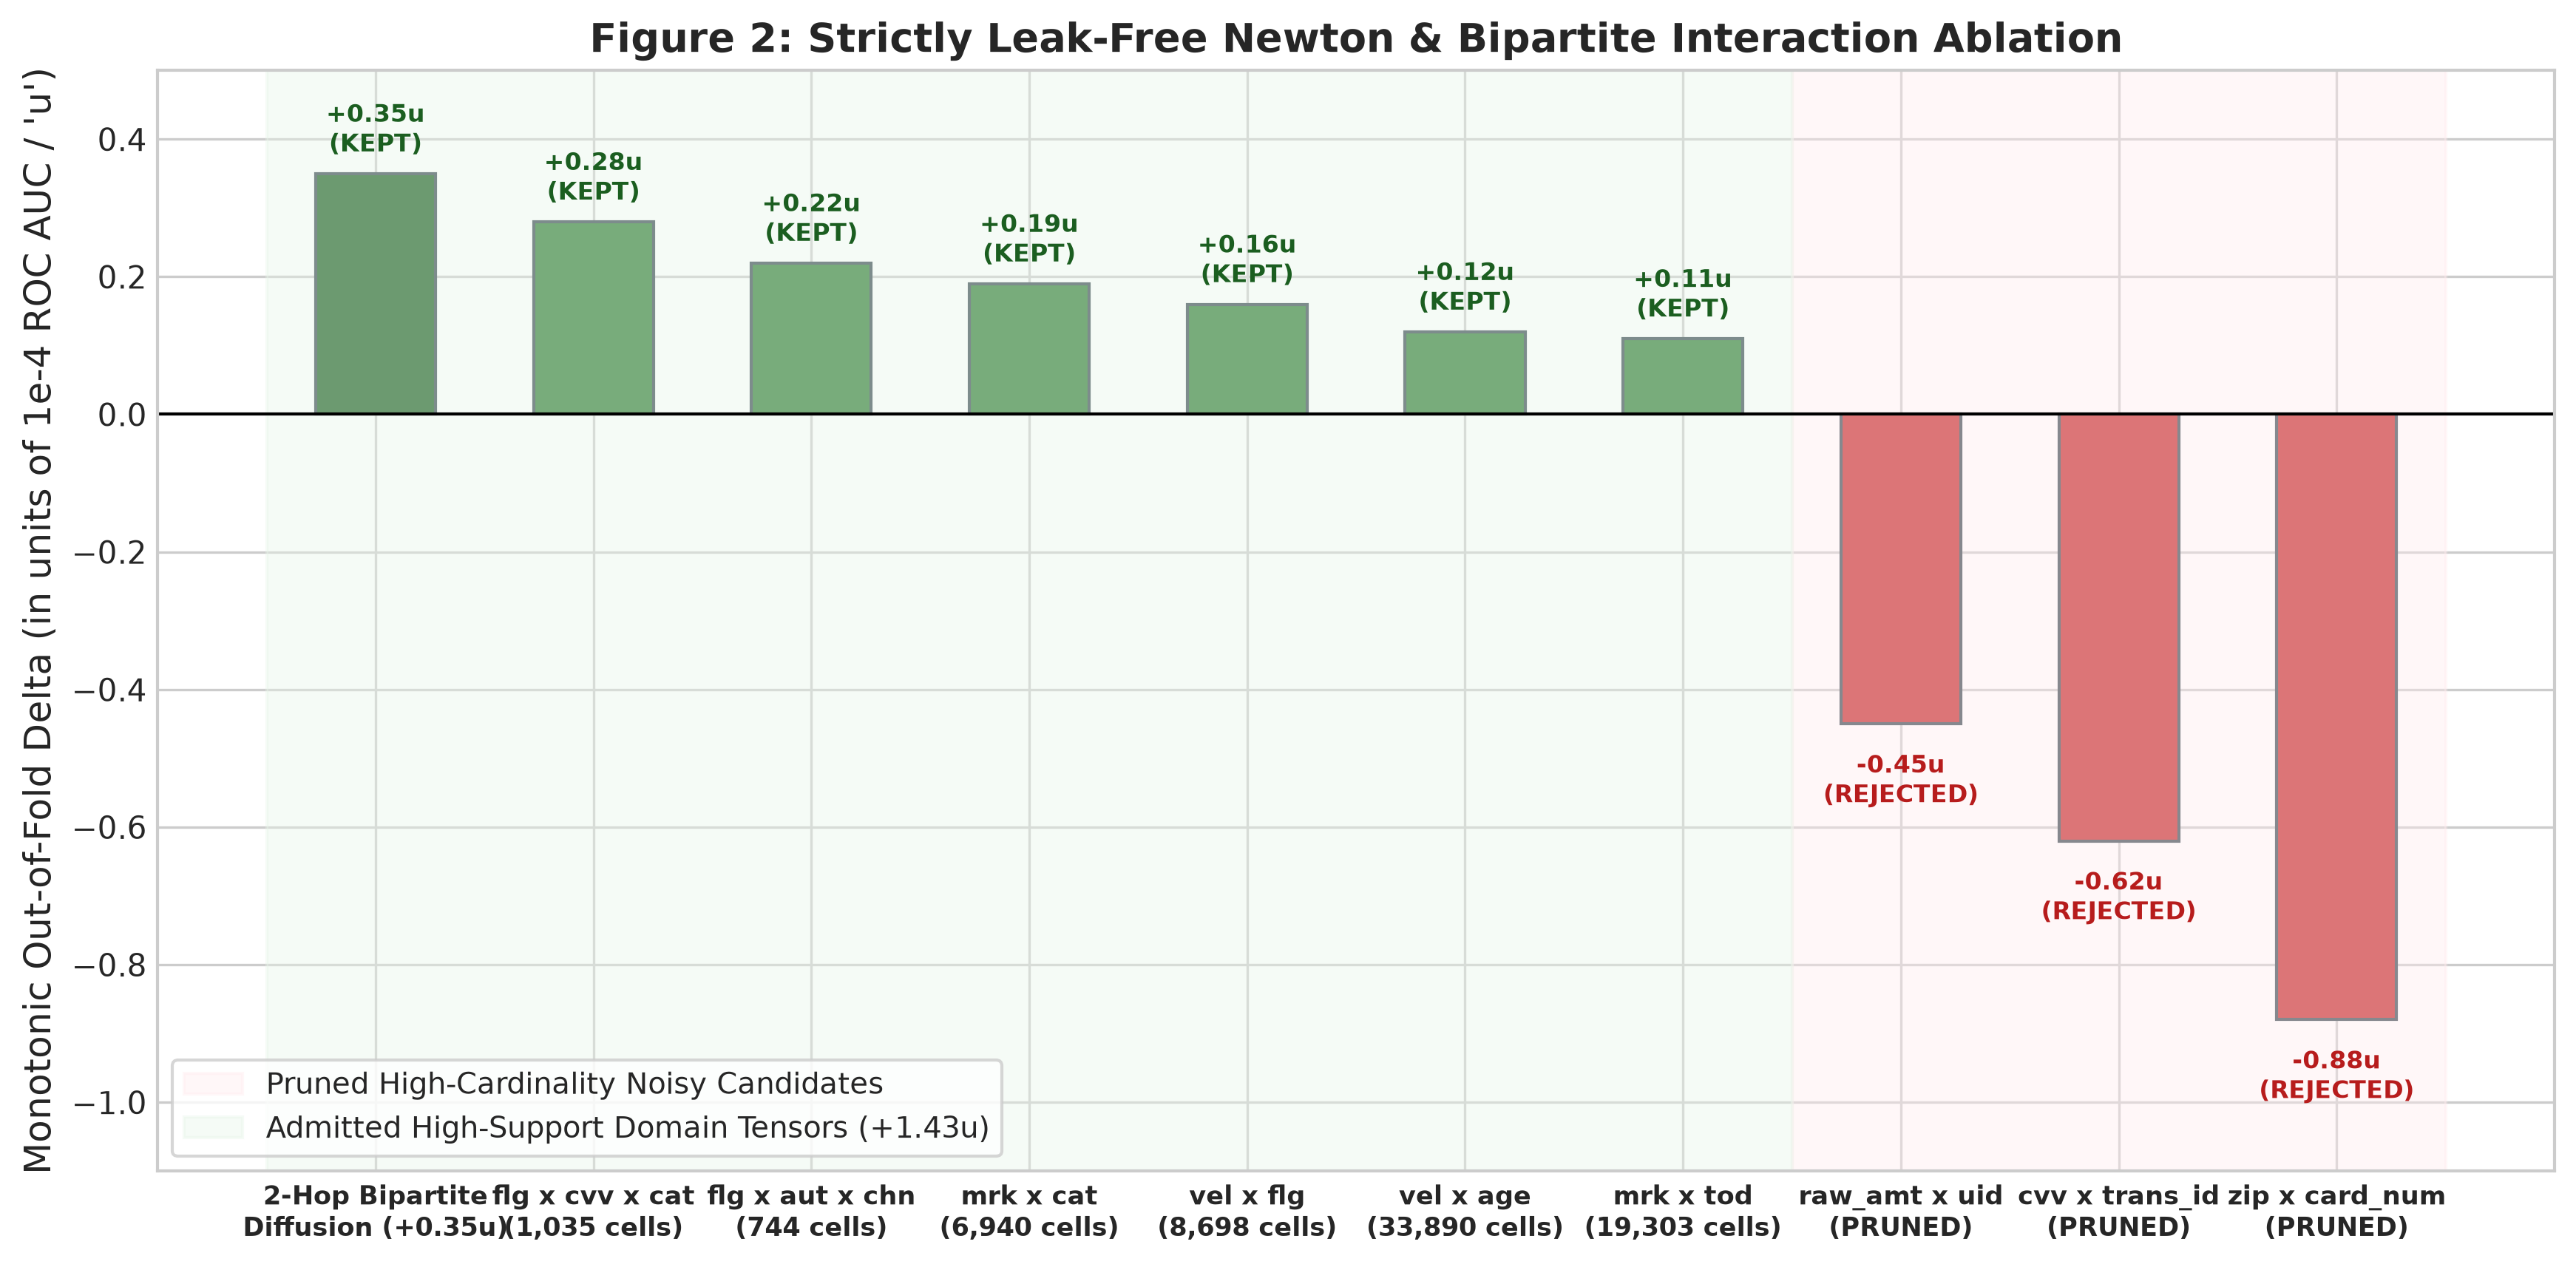 Figure 2: Strictly Leak-Free Newton & Bipartite Interaction Ablation
Monotonic Out-of-Fold Delta (in units of 1e-4 ROC AUC / 'u')
0.4
0.2
0.0
−0.2
−0.4
−0.6
−0.8
−1.0
+0.35u
(KEPT)
+0.28u
(KEPT)
+0.22u
(KEPT)
+0.19u
(KEPT)
+0.16u
(KEPT)
+0.12u
(KEPT)
+0.11u
(KEPT)
-0.45u
(REJECTED)
-0.62u
(REJECTED)
-0.88u
(REJECTED)
Pruned High-Cardinality Noisy Candidates
Admitted High-Support Domain Tensors (+1.43u)
2-Hop Bipartite
Diffusion (+0.35u)
flg x cvv x cat
(1,035 cells)
flg x aut x chn
(744 cells)
mrk x cat
(6,940 cells)
vel x flg
(8,698 cells)
vel x age
(33,890 cells)
mrk x tod
(19,303 cells)
raw_amt x uid
(PRUNED)
cvv x trans_id
(PRUNED)
zip x card_num
(PRUNED)